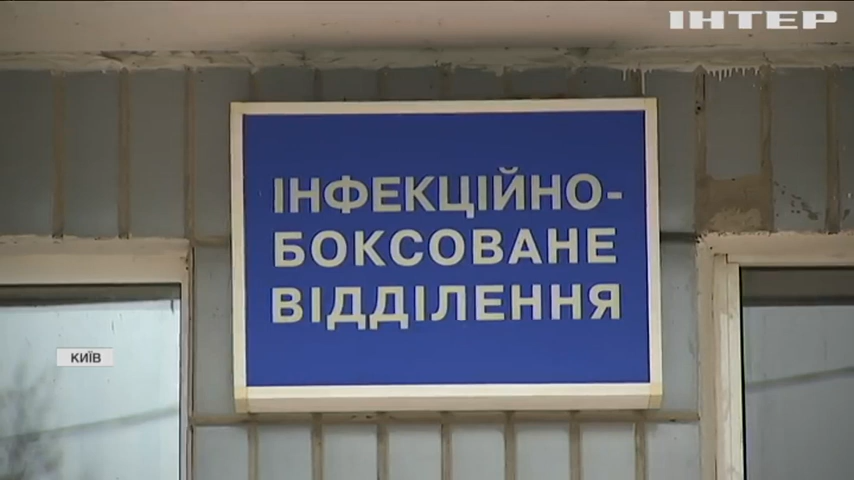 ІНТЕР
ІНФЕКЦІЙНО-
БОКСОВАНЕ
ВІДДІЛЕННЯ
КИЇВ